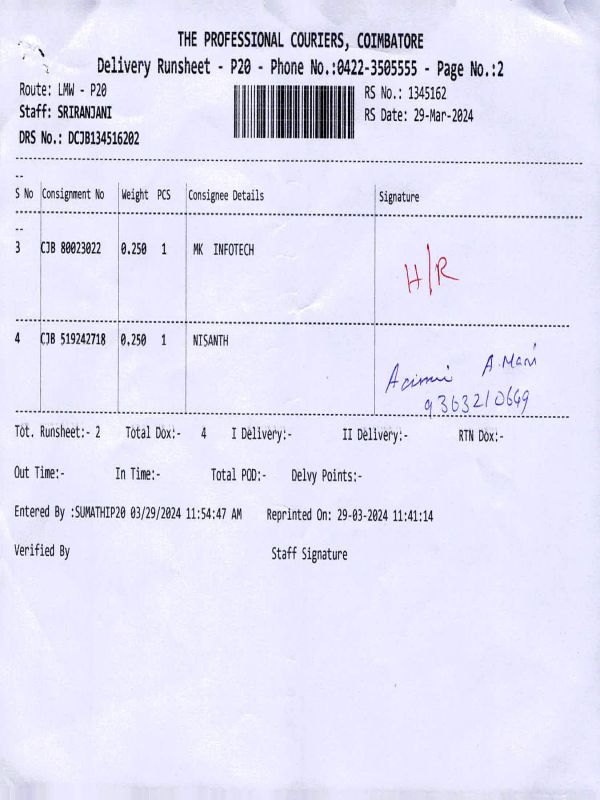 THE PROFESSIONAL COURIERS, COIMBATORE
Delivery Runsheet - P20 - Phone No.:0422-3505555 - Page No.:2
Route: LMW - P20 RS No.: 1345162
Staff: SRIRANJANI RS Date: 29-Mar-2024
DRS No.: DCJB134516202
--
S No Consignment No Weight PCS Consignee Details Signature
--
3 CJB 80023022 0.250 1 MK INFOTECH H/R
4 CJB 519242718 0.250 1 NISANTH A.Mani
9363210649
Tot. Runsheet:- 2 Total Dox:- 4 I Delivery:- II Delivery:- RTN Dox:-
Out Time:- In Time:- Total POD:- Delvy Points:-
Entered By :SUMATHIP20 03/29/2024 11:54:47 AM Reprinted On: 29-03-2024 11:41:14
Verified By Staff Signature